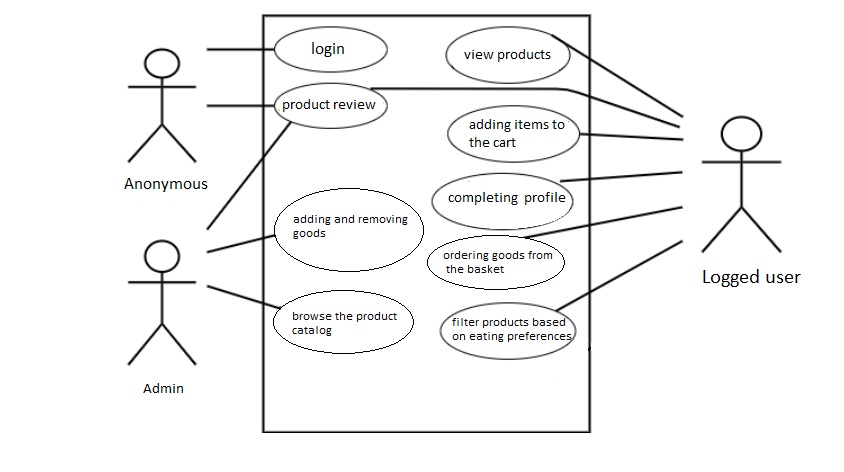 login
view products
product review
adding items to
the cart
Anonymous
completing profile
adding and removing
goods
ordering goods from
the basket
Logged user
browse the product
catalog
filter products based
on eating preferences
Admin